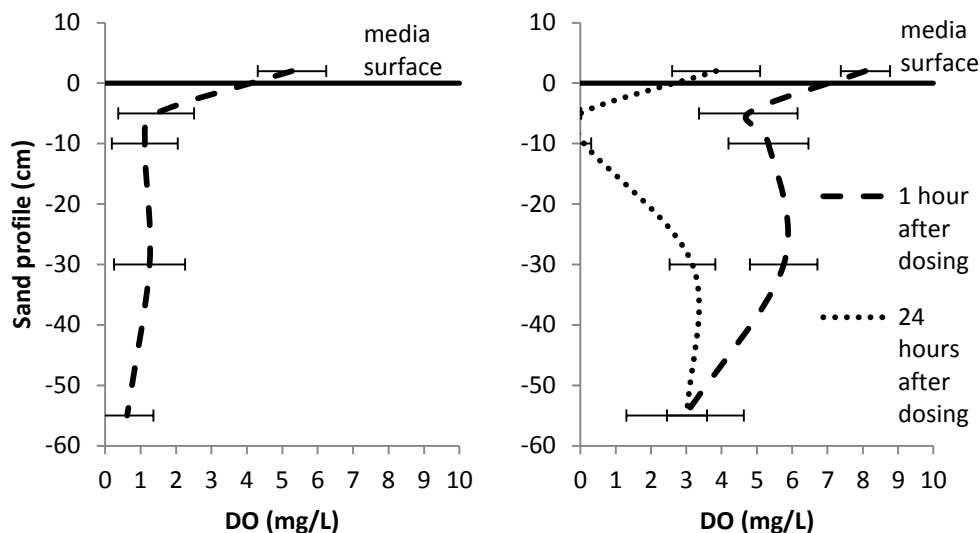 10
0
-10
-20
-30
-40
-50
-60
Sand profile (cm)
media
surface
0 1 2 3 4 5 6 7 8 9 10
DO (mg/L)
10
0
-10
-20
-30
-40
-50
-60
media
surface
1 hour
after
dosing
24
hours
after
dosing
0 1 2 3 4 5 6 7 8 9 10
DO (mg/L)